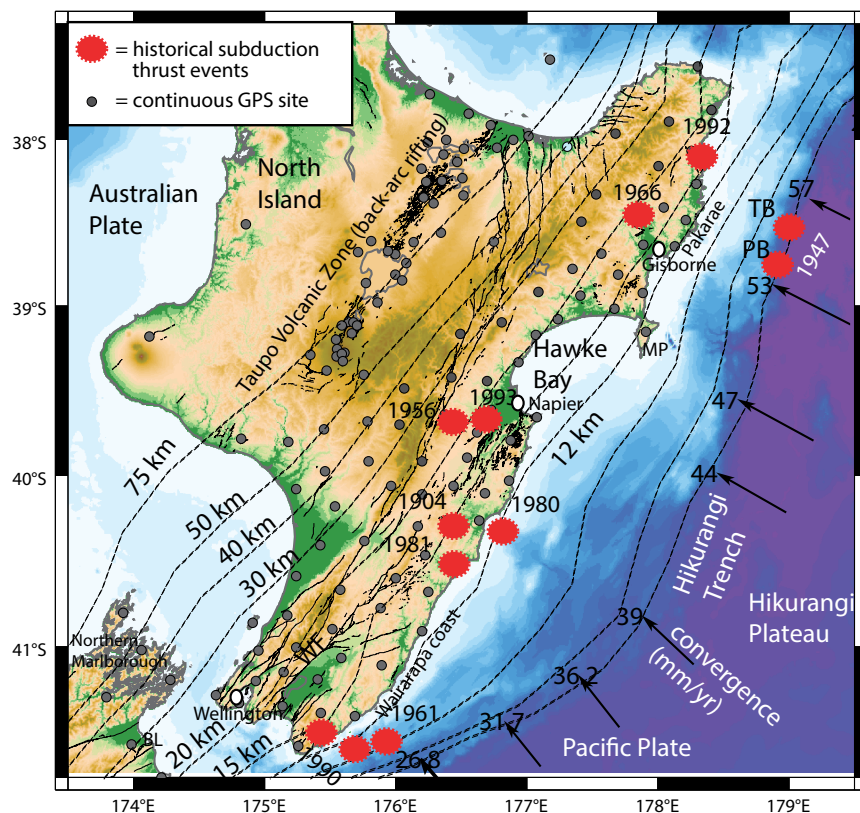 = historical subduction
thrust events
= continuous GPS site
38°S
39°S
40°S
41°S
Australian
Plate
North
Island
Taupo Volcanic Zone (back-arc rifting)
1992
1966
57
TB
PB
1947
53
Pakarae
Gisborne
MP
Hawke
Bay
Napier
1956
1993
12 km
47
44
75 km
50 km
40 km
30 km
20 km
15 km
1904
1980
1981
Hikurangi
Trench
Hikurangi
Plateau
39
convergence
(mm/yr)
36.2
31.7
26.8
Pacific Plate
Northern
Marlborough
WF
Wairarapa coast
Wellington
BL
1961
1990
174°E
175°E
176°E
177°E
178°E
179°E